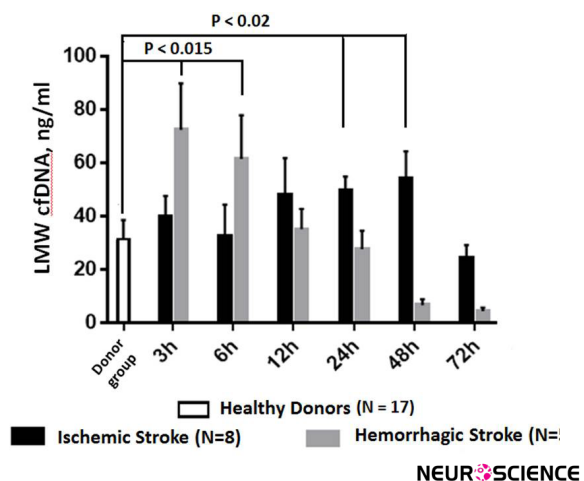 P < 0.02
P < 0.015
LMW cfDNA, ng/ml
100
80
60
40
20
0
Donor group
3h
6h
12h
24h
48h
72h
Healthy Donors (N = 17)
Ischemic Stroke (N=8)
Hemorrhagic Stroke (N=
NEUROSCIENCE